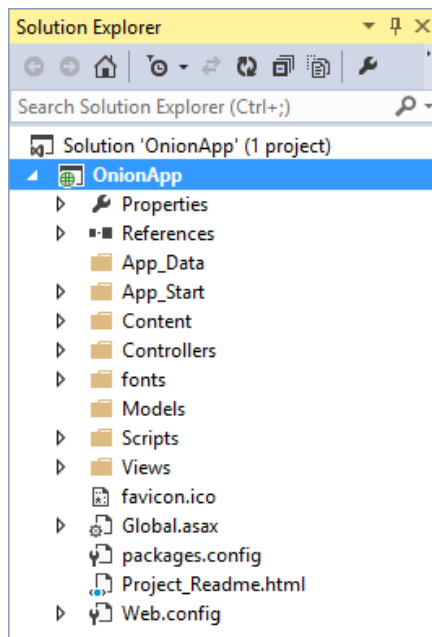 Solution Explorer
Search Solution Explorer (Ctrl+;)
Solution 'OnionApp' (1 project)
OnionApp
Properties
References
App_Data
App_Start
Content
Controllers
fonts
Models
Scripts
Views
favicon.ico
Global.asax
packages.config
Project_Readme.html
Web.config